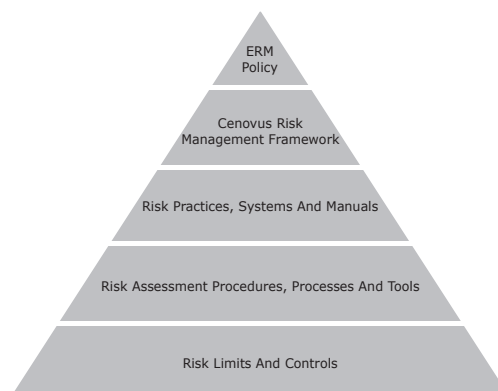 ERM
Policy
Cenovus Risk
Management Framework
Risk Practices, Systems And Manuals
Risk Assessment Procedures, Processes And Tools
Risk Limits And Controls